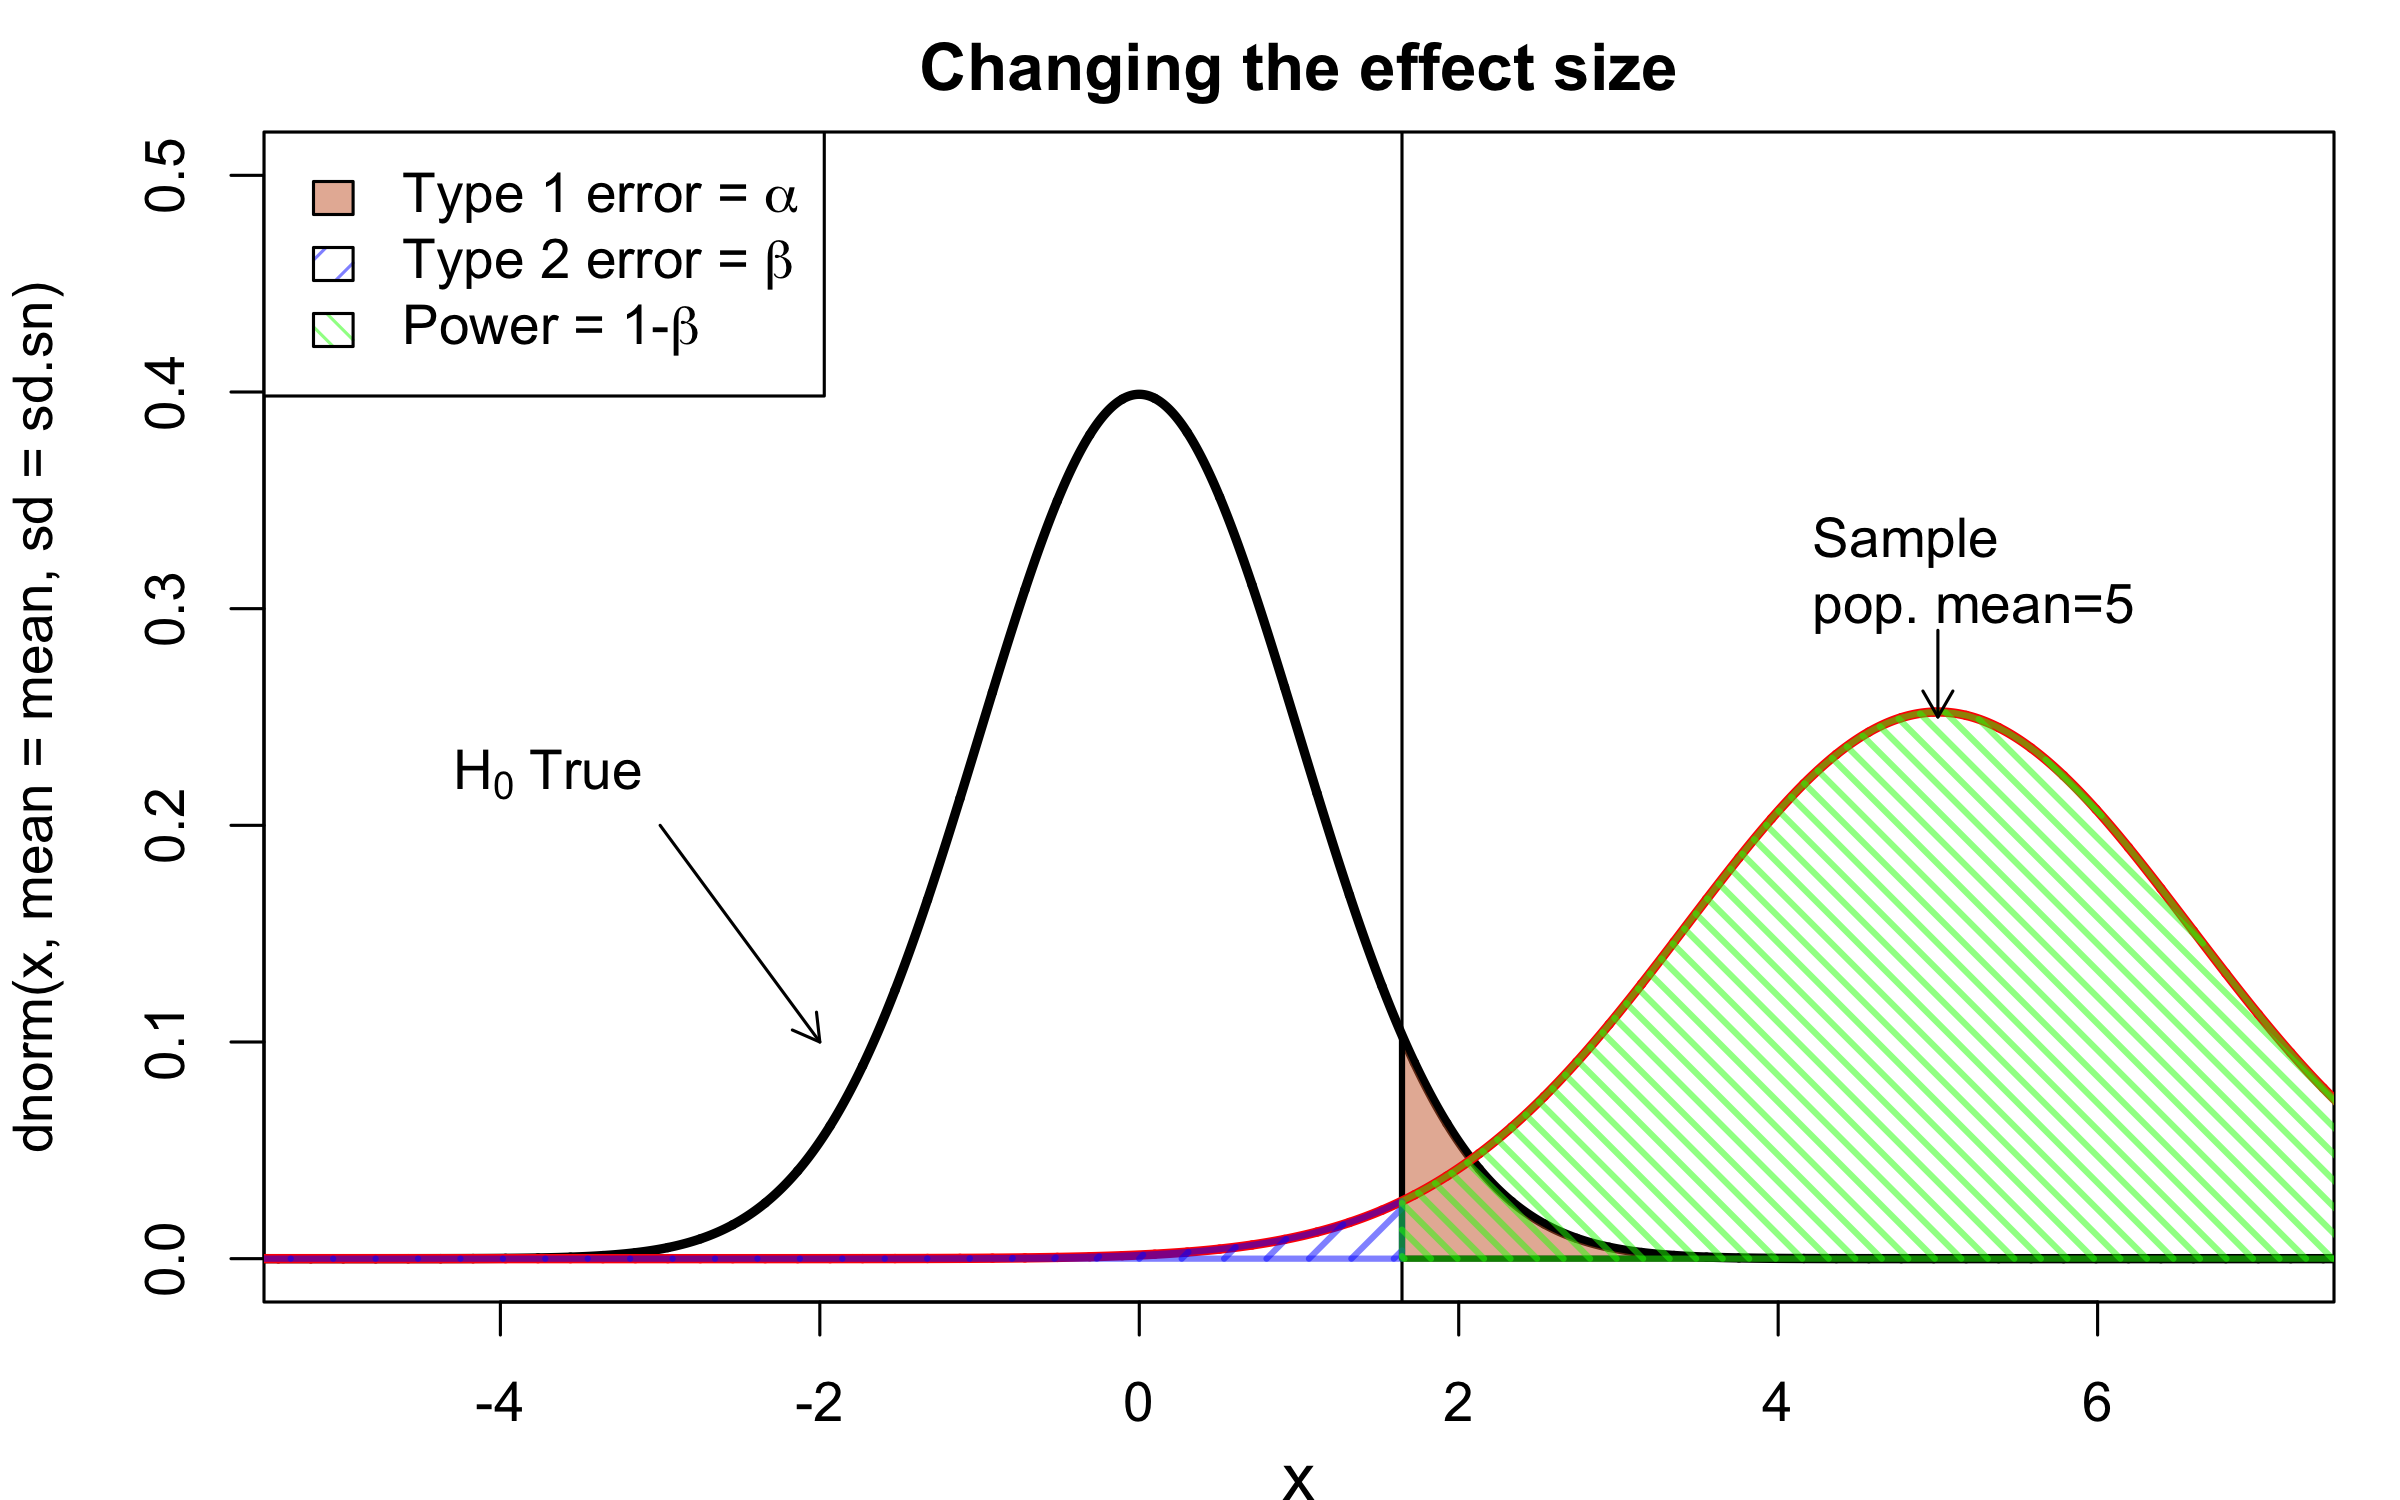 Changing the effect size
Type 1 error = α
Type 2 error = β
Power = 1-β
Sample
pop. mean=5
H₀ True
dnorm(x, mean = mean, sd = sd.sn)
0.5
0.4
0.3
0.2
0.1
0.0
-4 -2 0 2 4 6
x